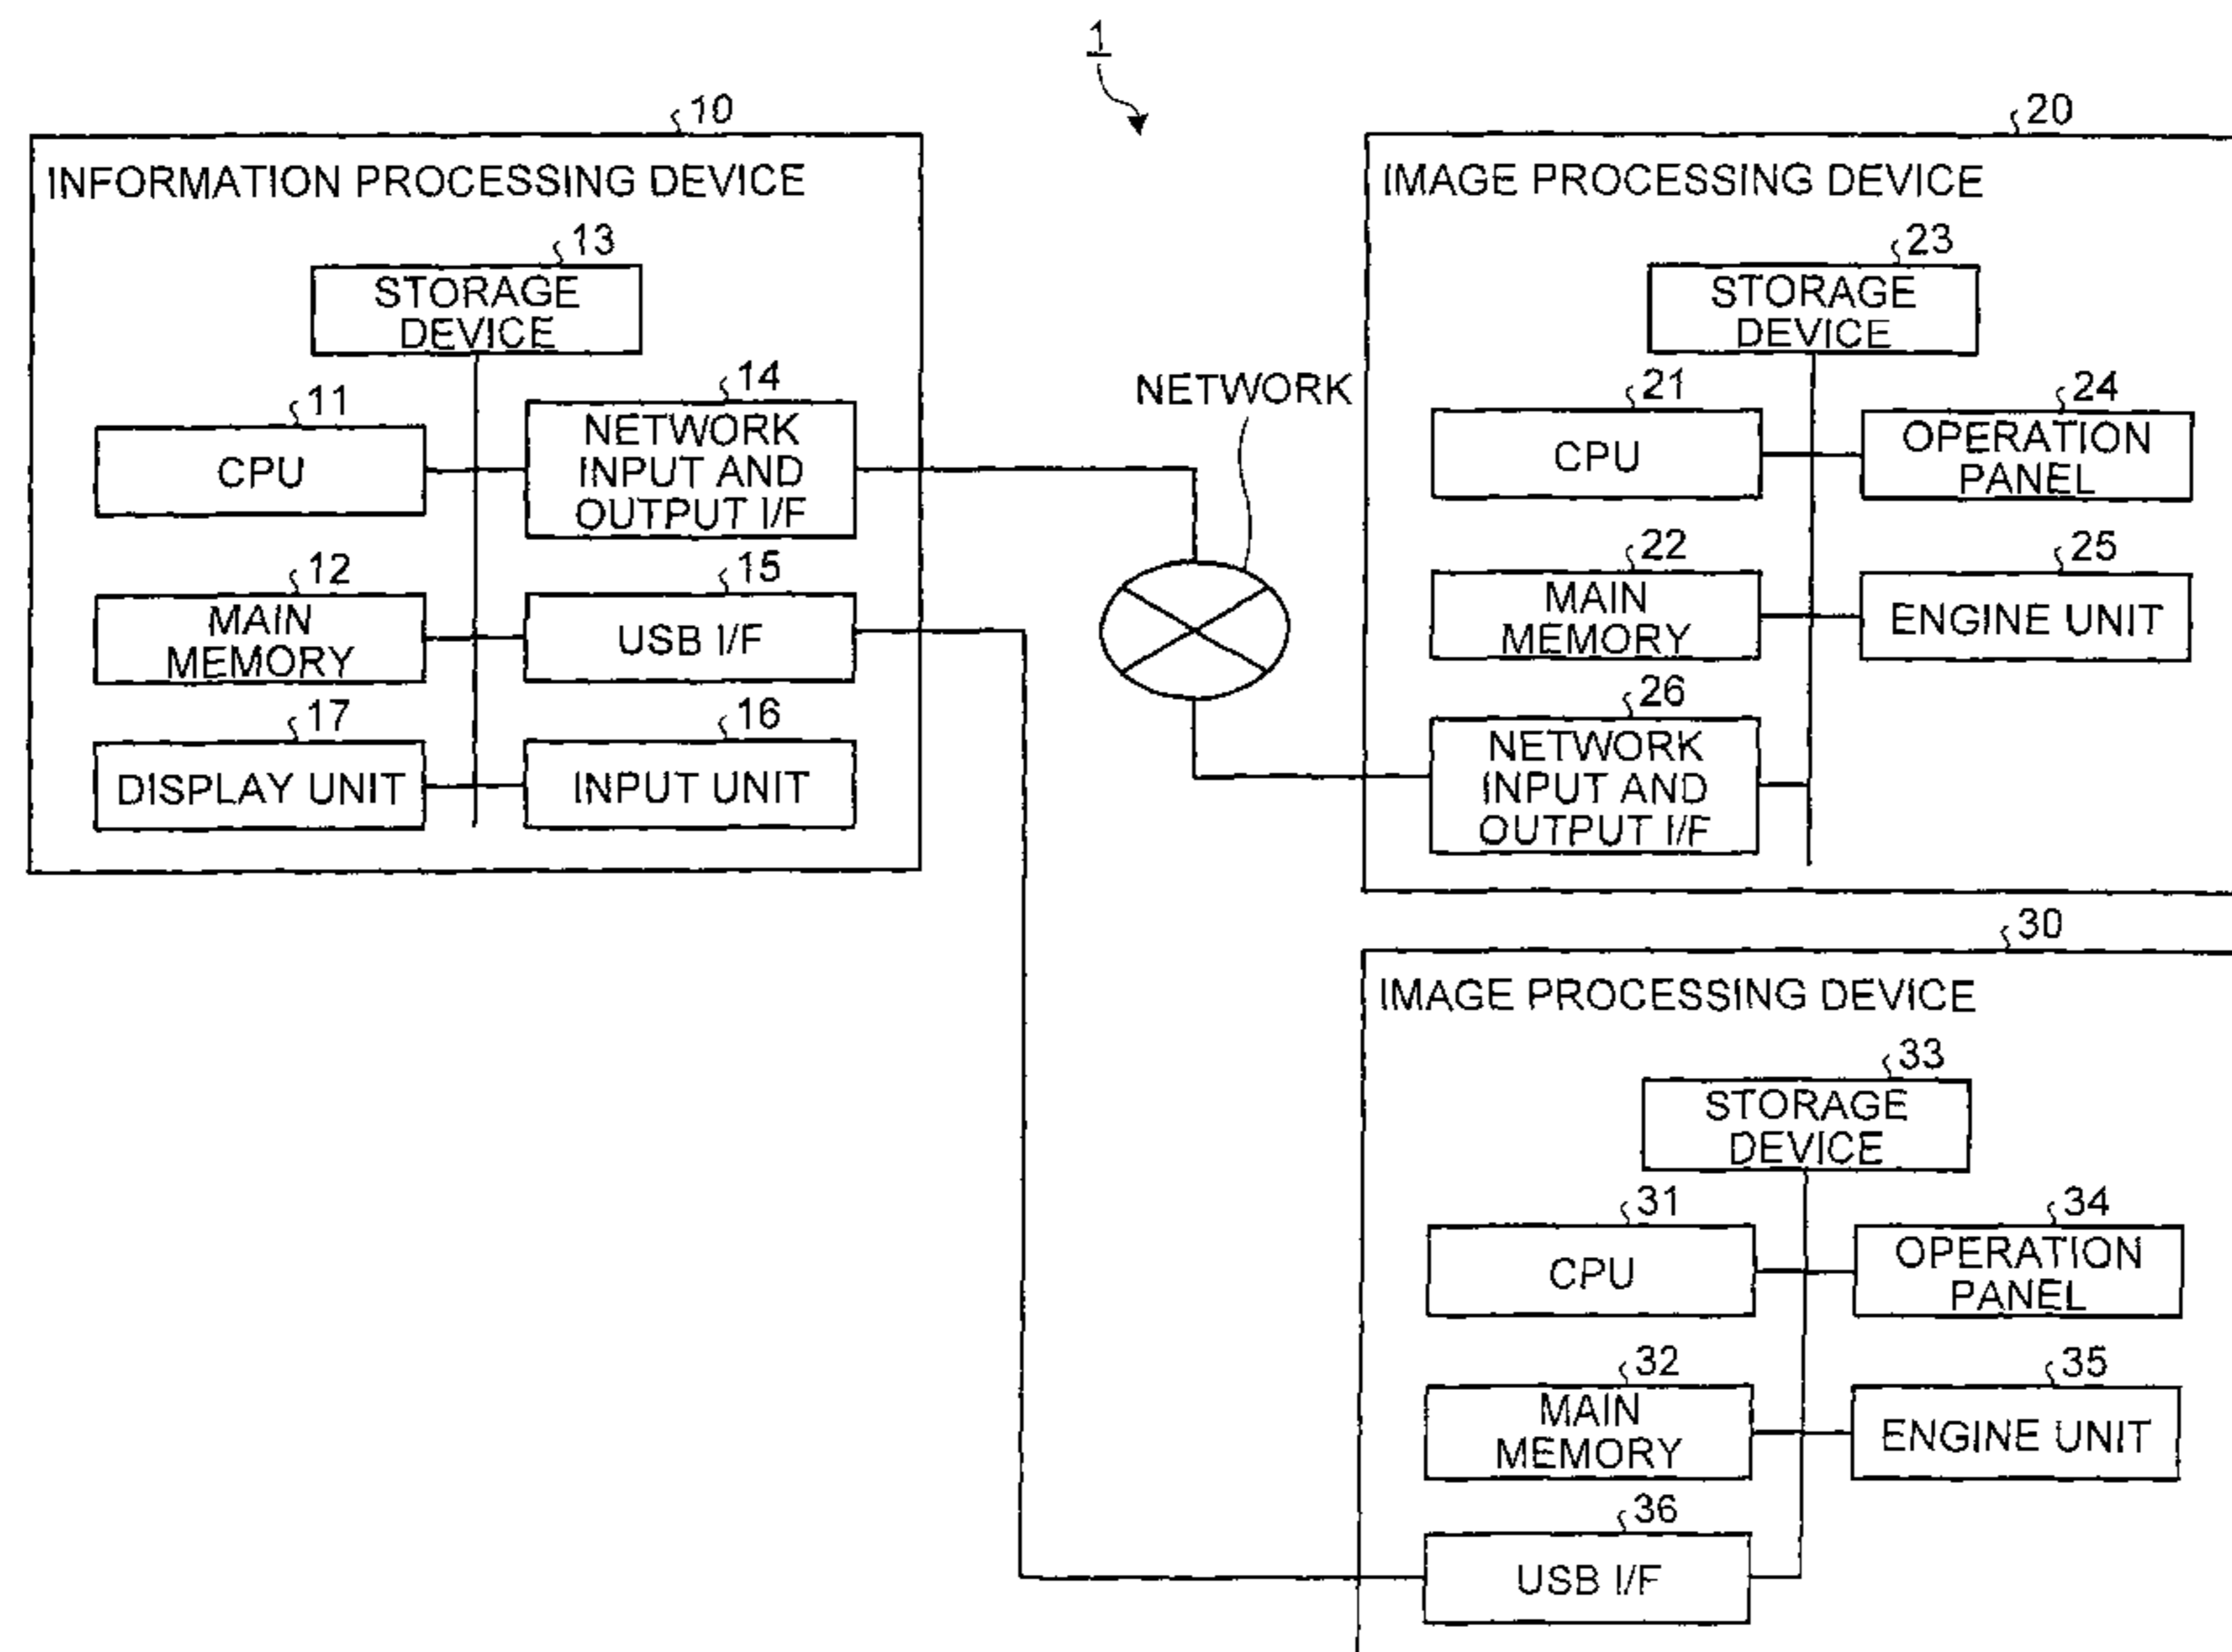 1
10
INFORMATION PROCESSING DEVICE
13
STORAGE
DEVICE
11
CPU
14
NETWORK
INPUT AND
OUTPUT I/F
12
MAIN
MEMORY
15
USB I/F
17
DISPLAY UNIT
16
INPUT UNIT
NETWORK
20
IMAGE PROCESSING DEVICE
23
STORAGE
DEVICE
21
CPU
24
OPERATION
PANEL
22
MAIN
MEMORY
25
ENGINE UNIT
26
NETWORK
INPUT AND
OUTPUT I/F
30
IMAGE PROCESSING DEVICE
33
STORAGE
DEVICE
31
CPU
34
OPERATION
PANEL
32
MAIN
MEMORY
35
ENGINE UNIT
36
USB I/F